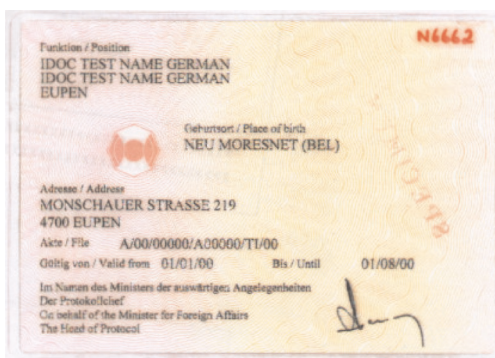 N6662
Funktion / Position
IDOC TEST NAME GERMAN
IDOC TEST NAME GERMAN
EUPEN
Geburtsort / Place of birth
NEU MORESNET (BEL)
Adresse / Address
MONSCHAUER STRASSE 219
4700 EUPEN
Akte / File A/00/00000/A00000/TI/00
Gültig von / Valid from 01/01/00 Bis / Until 01/08/00
Im Namen des Ministers der auswärtigen Angelegenheiten
Der Protokollchef
On behalf of the Minister for Foreign Affairs
The Head of Protocol
SPECIMEN